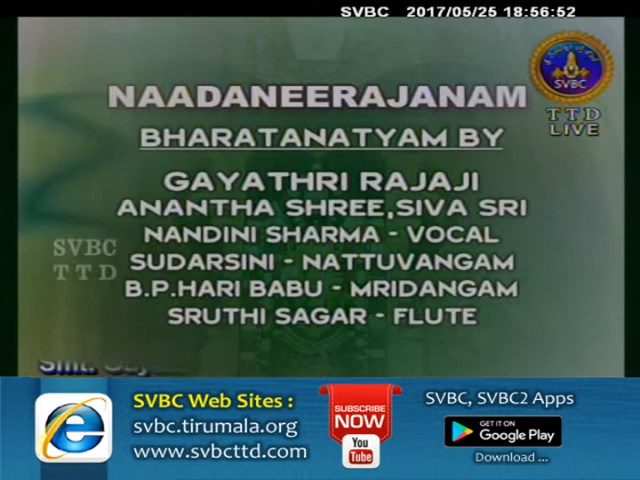 SVBC 2017/05/25 18:56:52
NAADANEERAJANAM
BHARATANATYAM BY
GAYATHRI RAJAJI
ANANTHA SHREE,SIVA SRI
NANDINI SHARMA - VOCAL
SUDARSINI - NATTUVANGAM
B.P.HARI BABU - MRIDANGAM
SRUTHI SAGAR - FLUTE
SVBC
TTD
LIVE
SVBC
TTD
Smt.
SVBC Web Sites :
svbc.tirumala.org
www.svbcttd.com
SUBSCRIBE
NOW
You
Tube
SVBC, SVBC2 Apps
GET IT ON
Google Play
Download ...